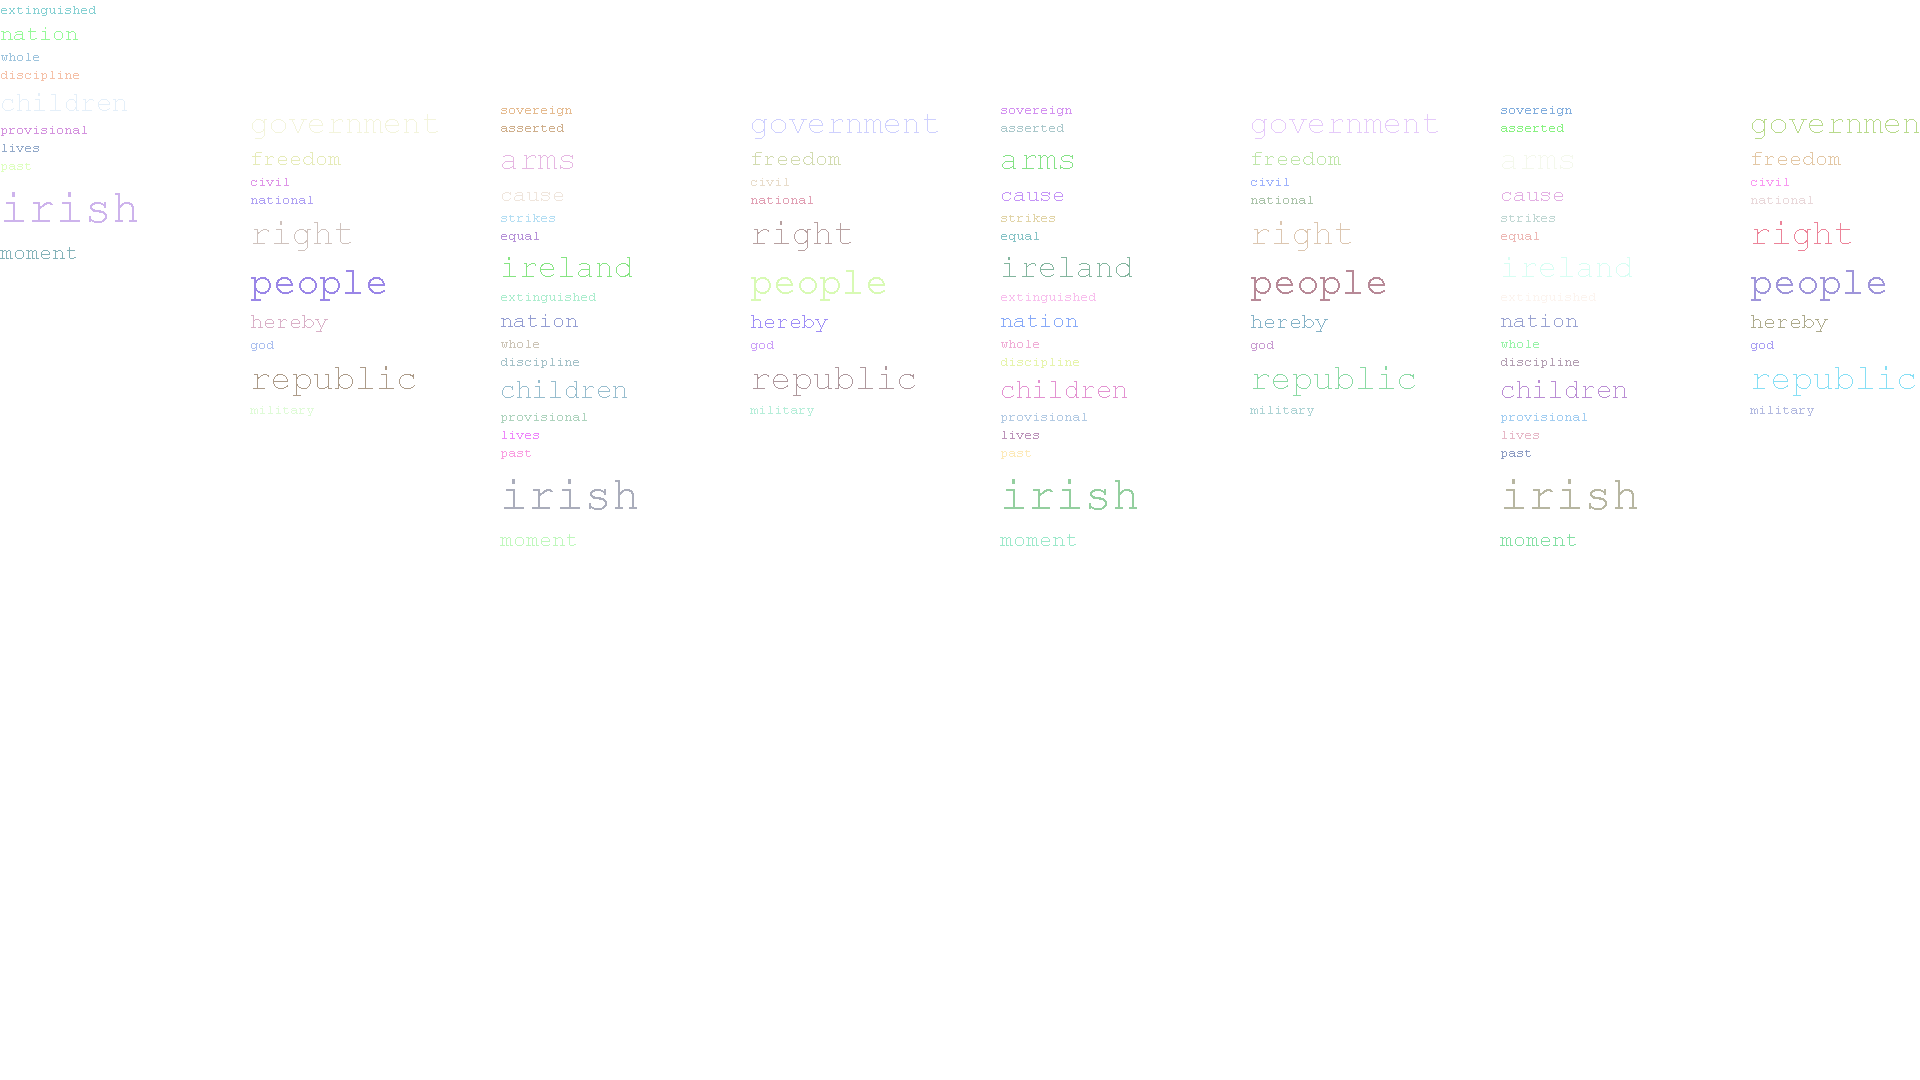 extinguished
nation
whole
discipline
children
provisional
lives
past
irish
moment
government
freedom
civil
national
right
people
hereby
god
republic
military
sovereign
asserted
arms
cause
strikes
equal
ireland
extinguished
nation
whole
discipline
children
provisional
lives
past
irish
moment
government
freedom
civil
national
right
people
hereby
god
republic
military
sovereign
asserted
arms
cause
strikes
equal
ireland
extinguished
nation
whole
discipline
children
provisional
lives
past
irish
moment
government
freedom
civil
national
right
people
hereby
god
republic
military
sovereign
asserted
arms
cause
strikes
equal
ireland
extinguished
nation
whole
discipline
children
provisional
lives
past
irish
moment
governmen
freedom
civil
national
right
people
hereby
god
republic
military